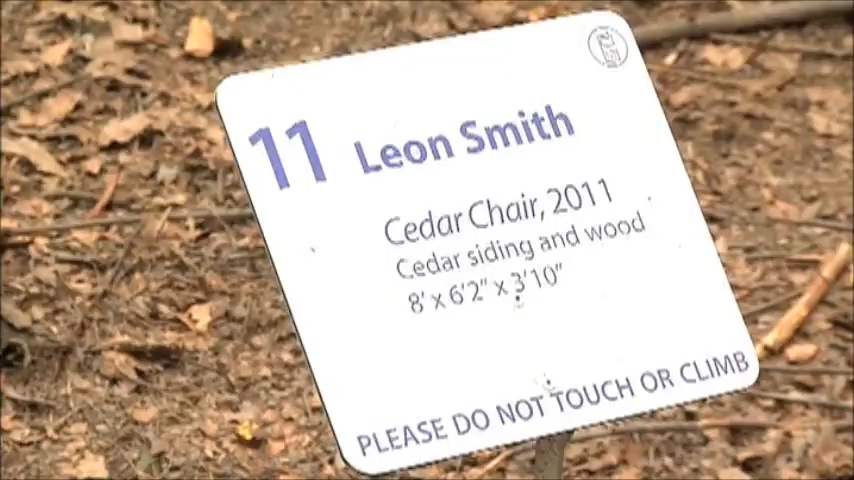 11 Leon Smith
Cedar Chair, 2011
Cedar siding and wood
8' x 6'2" x 3'10"
PLEASE DO NOT TOUCH OR CLIMB